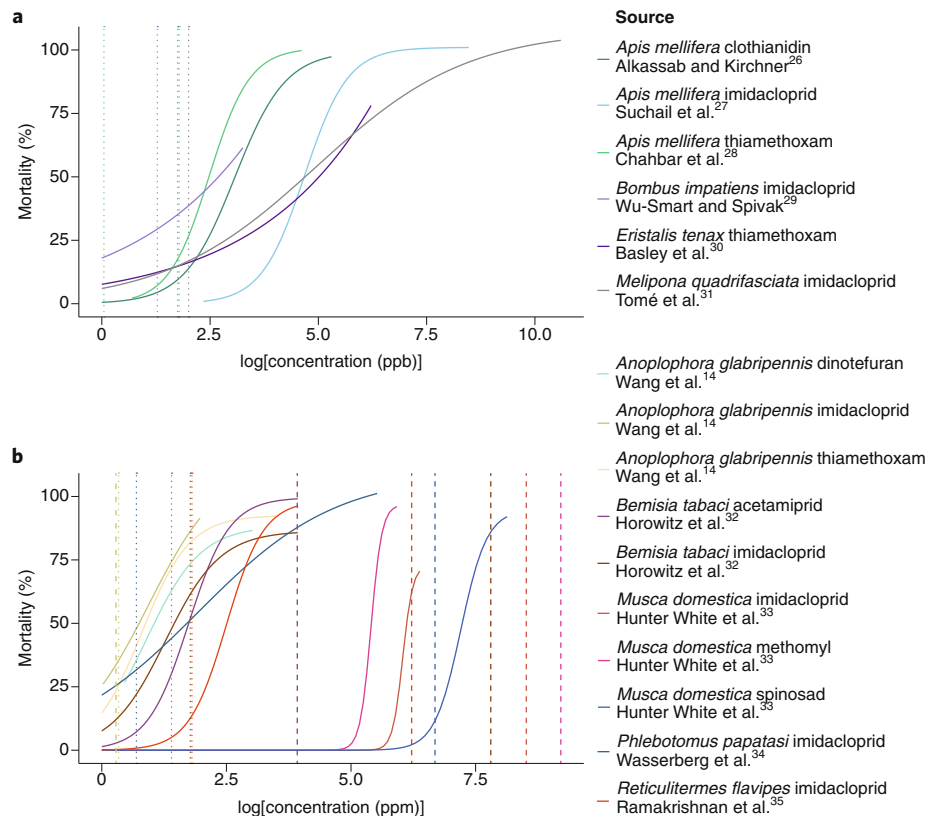 a
100
75
50
25
0
Mortality (%)
0 2.5 5.0 7.5 10.0
log[concentration (ppb)]
b
100
75
50
25
0
Mortality (%)
0 2.5 5.0 7.5
log[concentration (ppm)]
Source
Apis mellifera clothianidin
Alkassab and Kirchner26
Apis mellifera imidacloprid
Suchail et al.27
Apis mellifera thiamethoxam
Chahbar et al.28
Bombus impatiens imidacloprid
Wu-Smart and Spivak29
Eristalis tenax thiamethoxam
Basley et al.30
Melipona quadrifasciata imidacloprid
Tomé et al.31
Anoplophora glabripennis dinotefuran
Wang et al.14
Anoplophora glabripennis imidacloprid
Wang et al.14
Anoplophora glabripennis thiamethoxam
Wang et al.14
Bemisia tabaci acetamiprid
Horowitz et al.32
Bemisia tabaci imidacloprid
Horowitz et al.32
Musca domestica imidacloprid
Hunter White et al.33
Musca domestica methomyl
Hunter White et al.33
Musca domestica spinosad
Hunter White et al.33
Phlebotomus papatasi imidacloprid
Wasserberg et al.34
Reticulitermes flavipes imidacloprid
Ramakrishnan et al.35